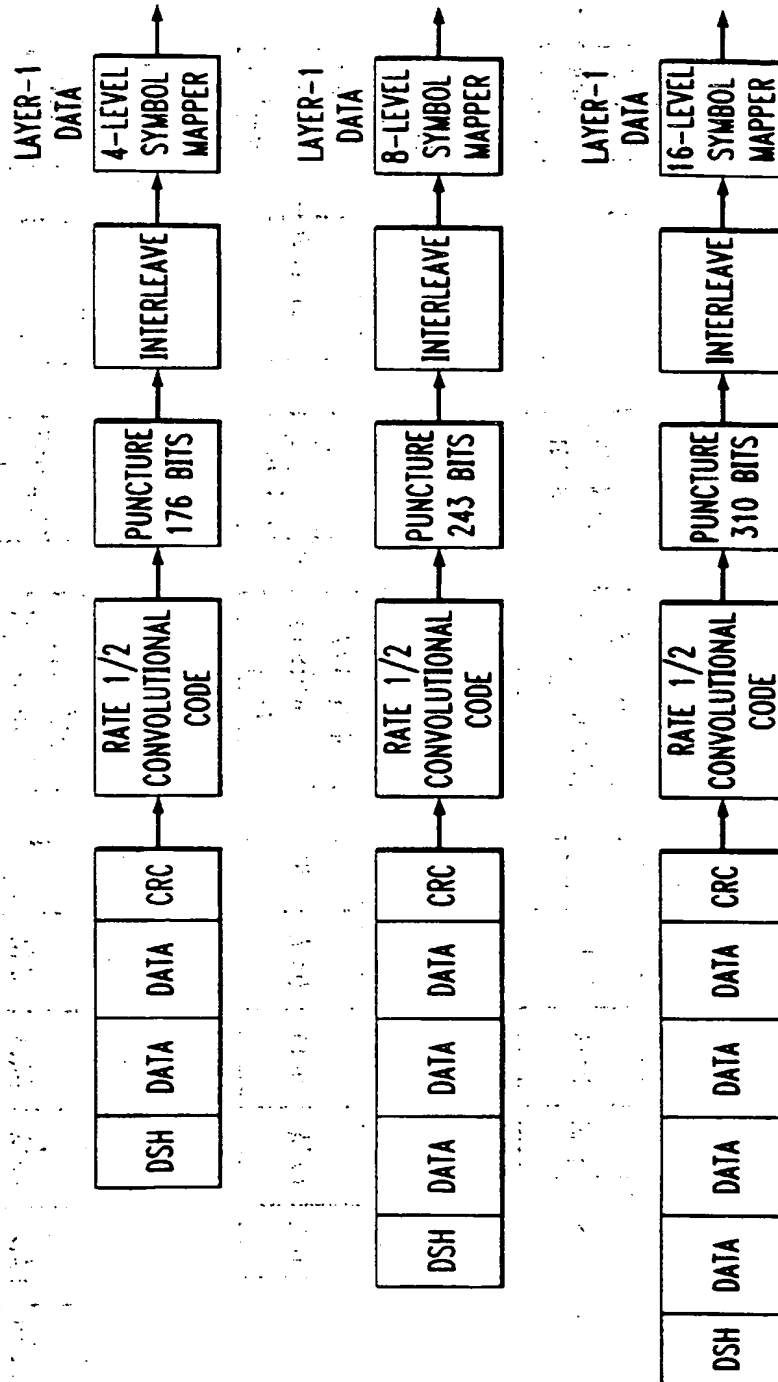 DSH
DATA
DATA
CRC
RATE 1/2
CONVOLUTIONAL
CODE
PUNCTURE
176 BITS
INTERLEAVE
LAYER-1
DATA
4-LEVEL
SYMBOL
MAPPER
DSH
DATA
DATA
DATA
CRC
RATE 1/2
CONVOLUTIONAL
CODE
PUNCTURE
243 BITS
INTERLEAVE
LAYER-1
DATA
8-LEVEL
SYMBOL
MAPPER
DSH
DATA
DATA
DATA
DATA
CRC
RATE 1/2
CONVOLUTIONAL
CODE
PUNCTURE
310 BITS
INTERLEAVE
LAYER-1
DATA
16-LEVEL
SYMBOL
MAPPER